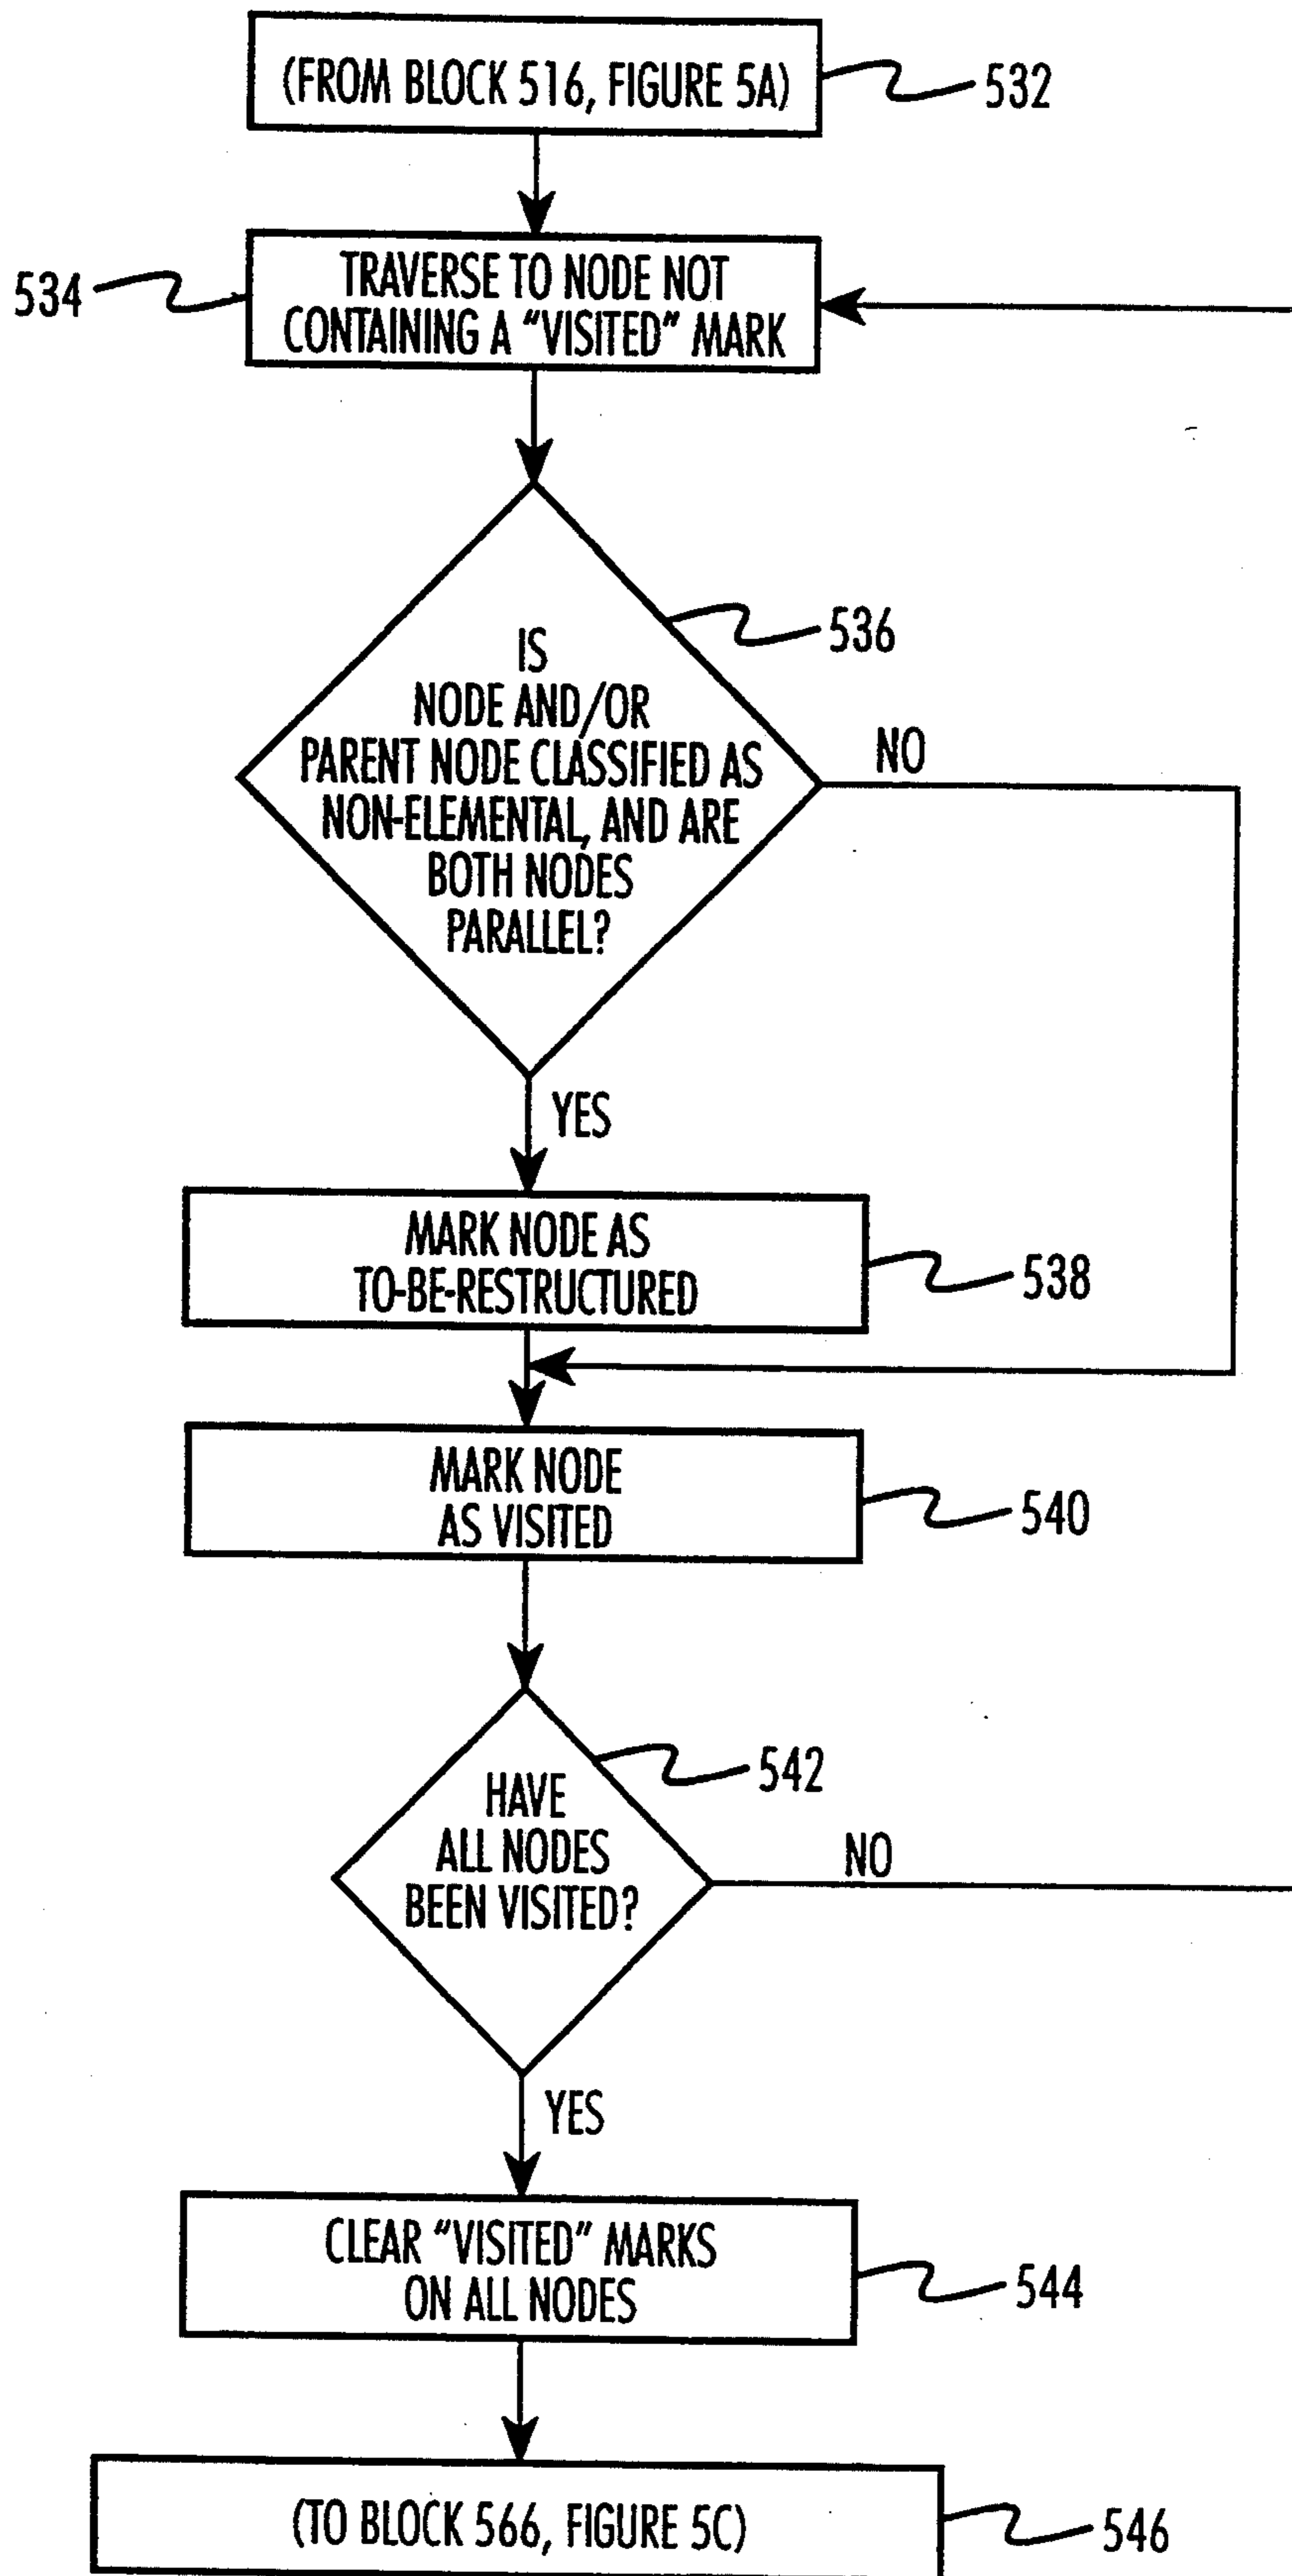 (FROM BLOCK 516, FIGURE 5A)
532
534
TRAVERSE TO NODE NOT
CONTAINING A "VISITED" MARK
536
IS
NODE AND/OR
PARENT NODE CLASSIFIED AS
NON-ELEMENTAL, AND ARE
BOTH NODES
PARALLEL?
NO
YES
MARK NODE AS
TO-BE-RESTRUCTURED
538
MARK NODE
AS VISITED
540
542
HAVE
ALL NODES
BEEN VISITED?
NO
YES
CLEAR "VISITED" MARKS
ON ALL NODES
544
(TO BLOCK 566, FIGURE 5C)
546